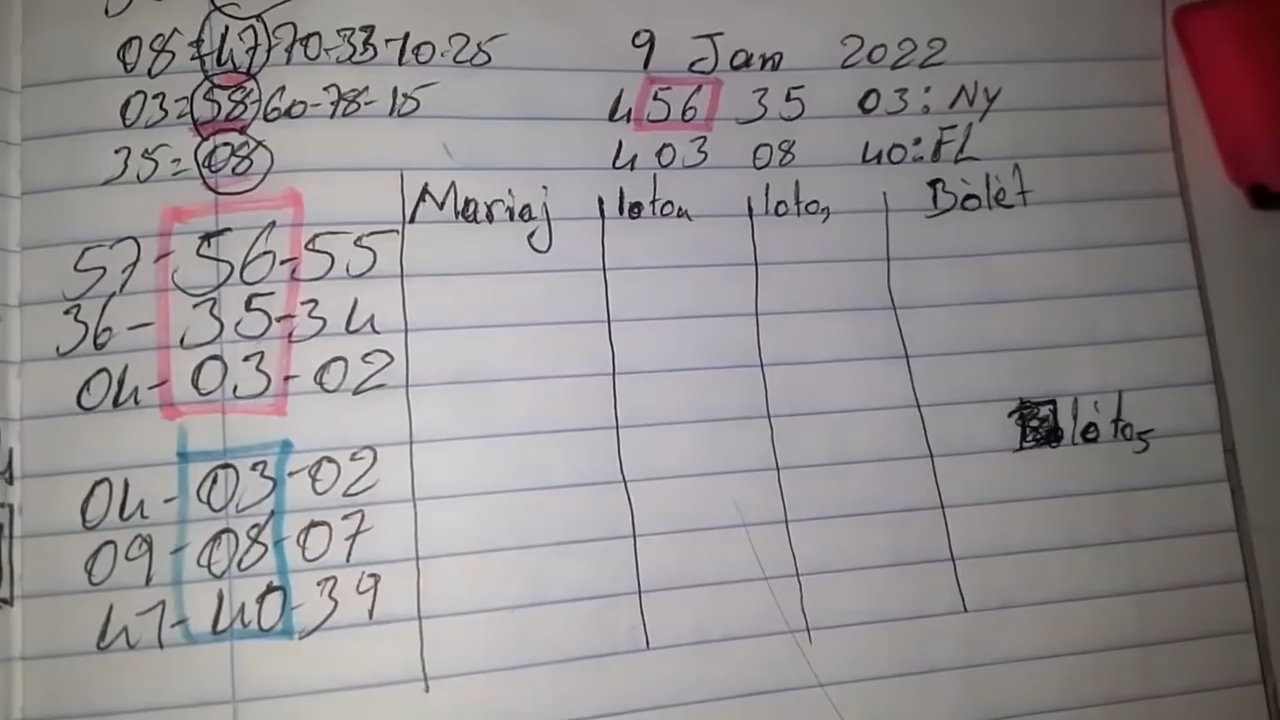 08=47-70-33-10-25
03=58-60-78-15
35=08
9 Jan 2022
456 35 03: Ny
403 08 40: FL
Mariaj loto4 loto3 Bòlèt
57-56-55
36-35-34
04-03-02
lóto5
04-03-02
09-08-07
41-40-39